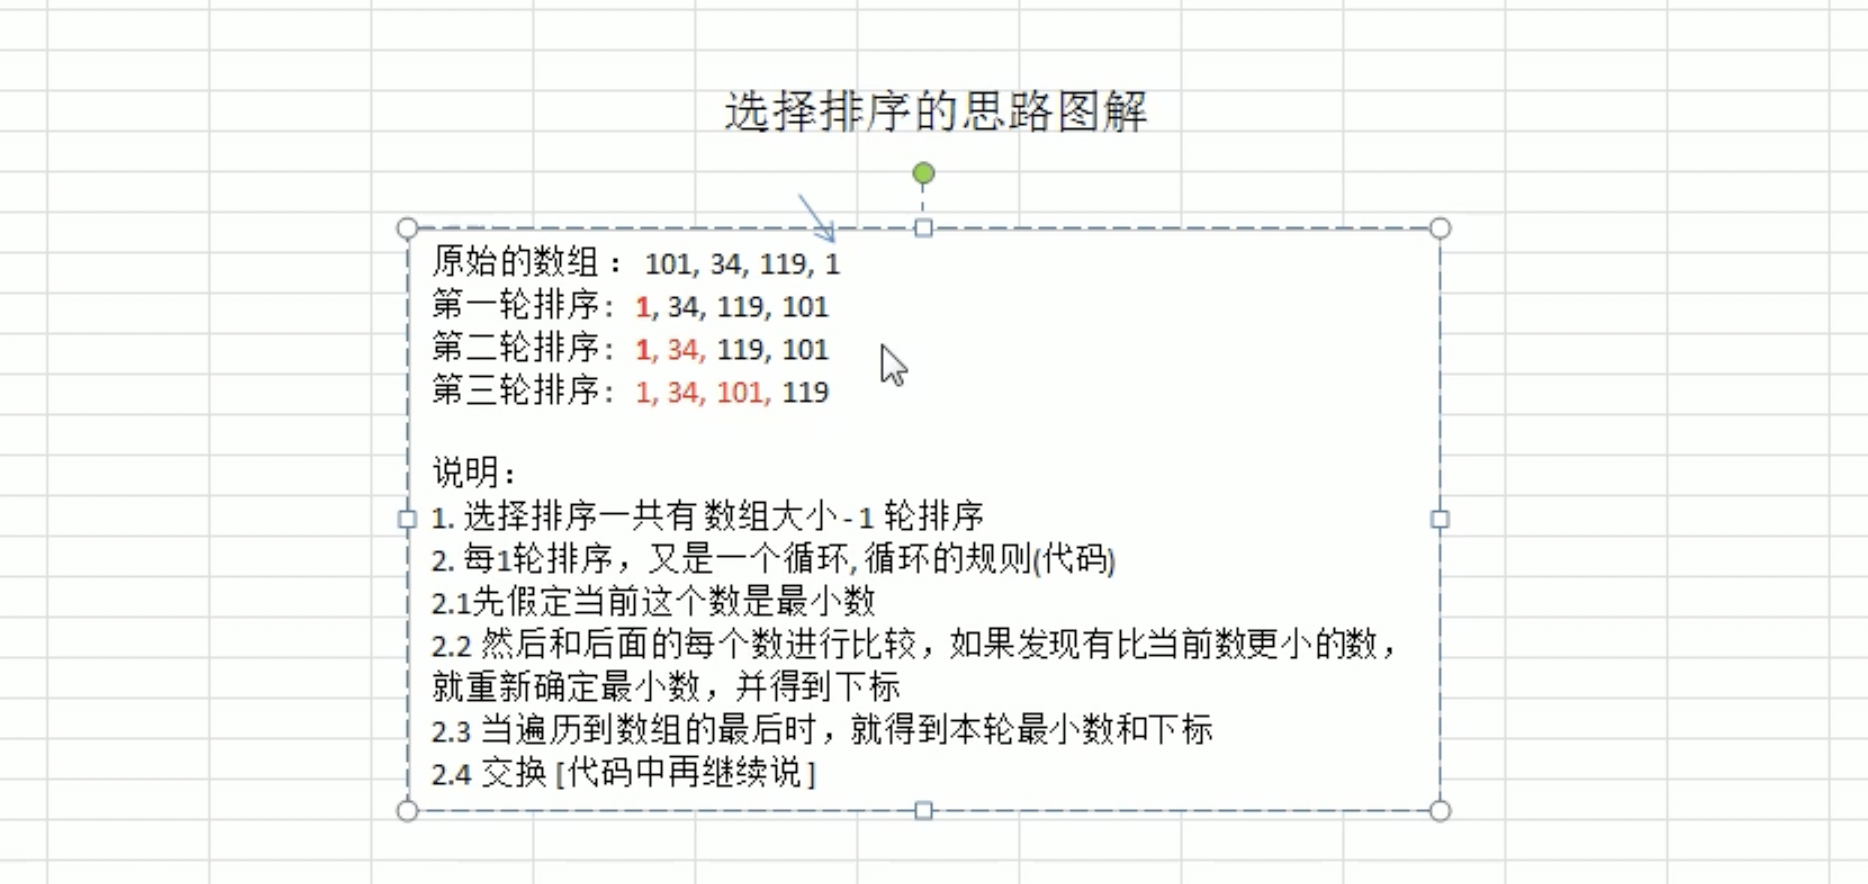 选择排序的思路图解
原始的数组： 101, 34, 119, 1
第一轮排序: 1, 34, 119, 101
第二轮排序: 1, 34, 119, 101
第三轮排序: 1, 34, 101, 119
说明：
1. 选择排序一共有 数组大小 - 1 轮排序
2. 每1轮排序，又是一个循环, 循环的规则(代码)
2.1先假定当前这个数是最小数
2.2 然后和后面的每个数进行比较，如果发现有比当前数更小的数，
就重新确定最小数，并得到下标
2.3 当遍历到数组的最后时，就得到本轮最小数和下标
2.4 交换 [代码中再继续说 ]